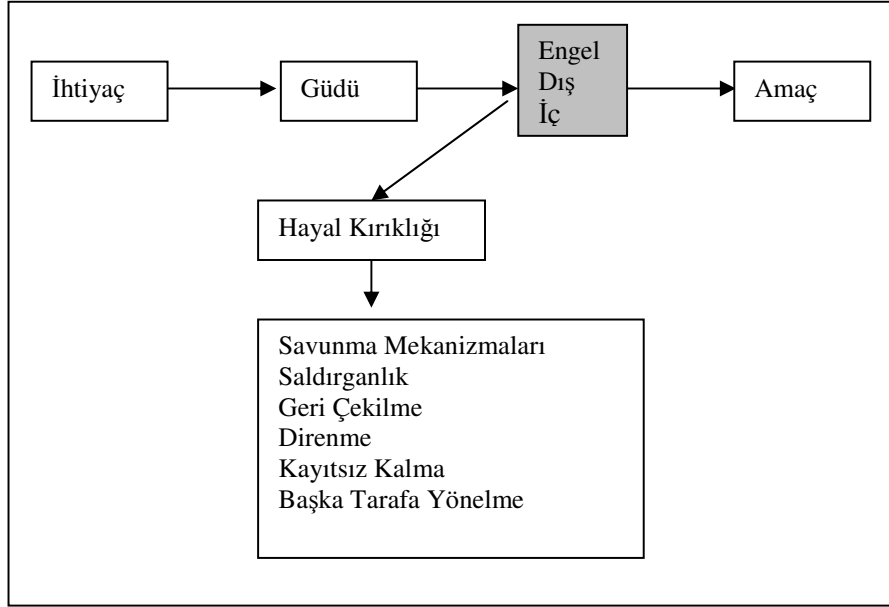 İhtiyaç
Güdü
Engel
Dış
İç
Amaç
Hayal Kırıklığı
Savunma Mekanizmaları
Saldırganlık
Geri Çekilme
Direnme
Kayıtsız Kalma
Başka Tarafa Yönelme